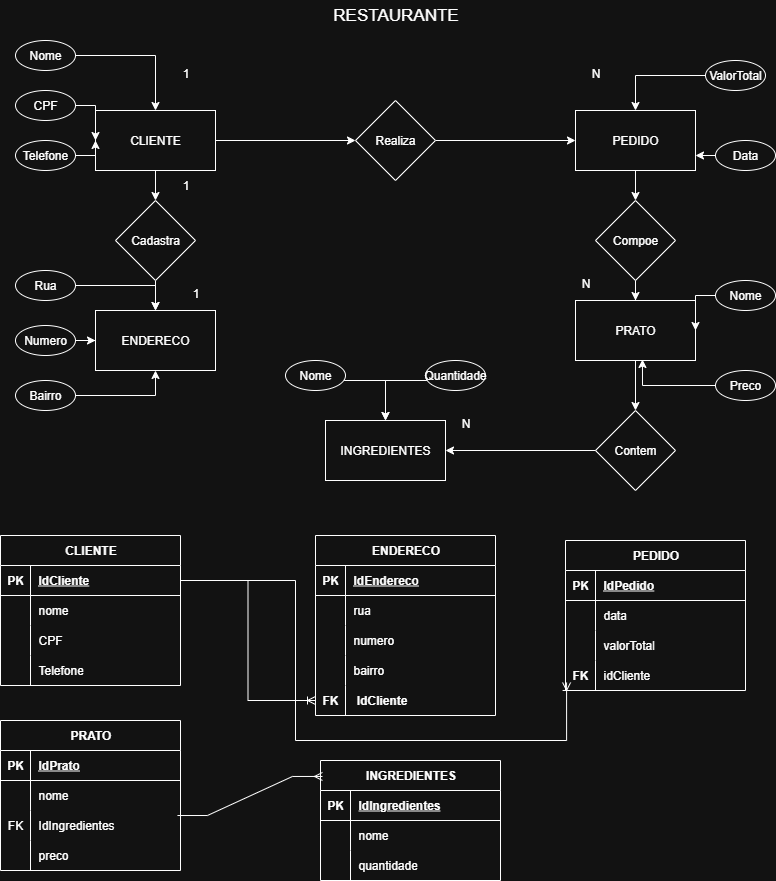 RESTAURANTE
Nome
1
N
ValorTotal
CPF
CLIENTE
Realiza
PEDIDO
Telefone
Data
1
Cadastra
Compoe
Rua
1
N
Nome
Numero
ENDERECO
PRATO
Bairro
Nome
Quantidade
Preco
N
INGREDIENTES
Contem
CLIENTE
PK IdCliente
nome
CPF
Telefone
ENDERECO
PK IdEndereco
rua
numero
bairro
FK IdCliente
PEDIDO
PK IdPedido
data
valorTotal
FK idCliente
PRATO
PK IdPrato
nome
FK IdIngredientes
preco
INGREDIENTES
PK IdIngredientes
nome
quantidade